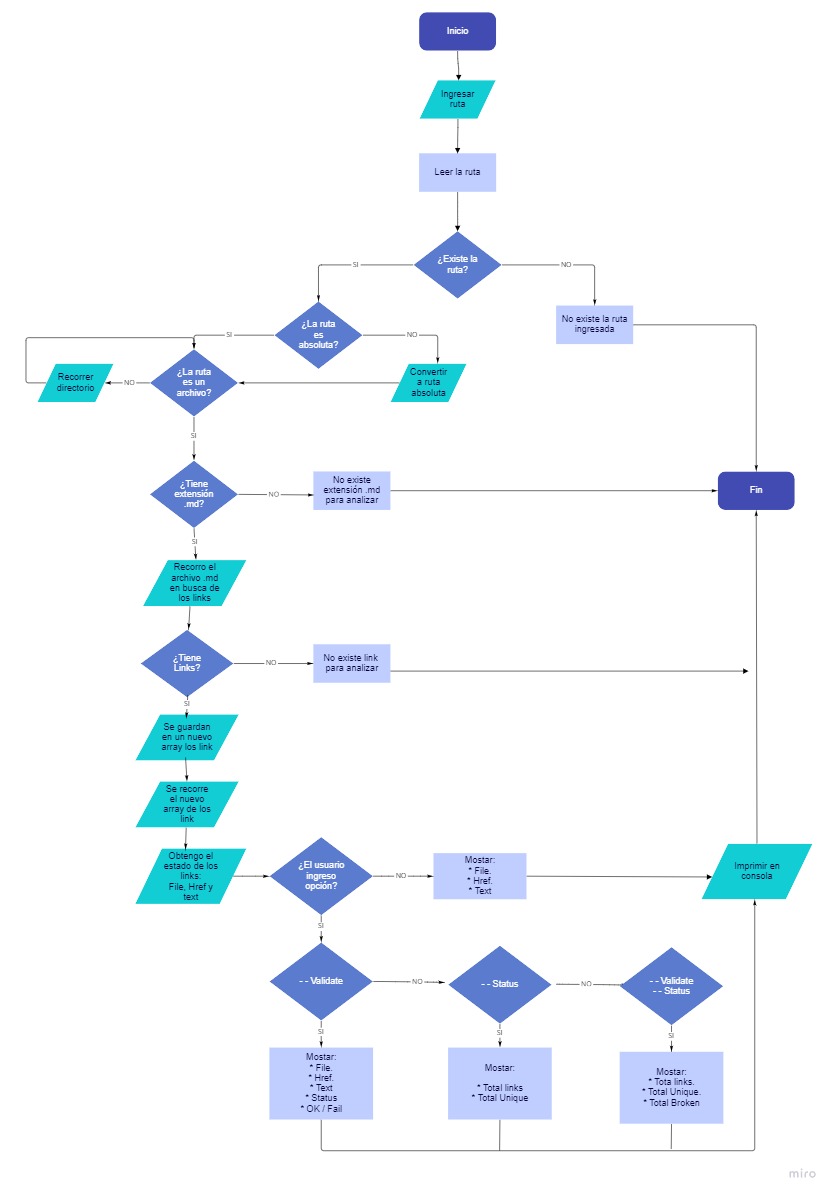 Inicio
Ingresar
ruta
Leer la ruta
¿Existe la
ruta?
SI
NO
No existe la ruta
ingresada
¿La ruta
es
absoluta?
SI
NO
Convertir
a ruta
absoluta
¿La ruta
es un
archivo?
NO
Recorrer
directorio
SI
¿Tiene
extensión
.md?
NO
No existe
extensión .md
para analizar
Fin
SI
Recorro el
archivo .md
en busca de
los links
¿Tiene
Links?
NO
No existe link
para analizar
SI
Se guardan
en un nuevo
array los link
Se recorre
el nuevo
array de los
link
Obtengo el
estado de los
links:
File, Href y
text
¿El usuario
ingreso
opción?
NO
Mostar:
* File.
* Href.
* Text
Imprimir en
consola
SI
- - Validate
NO
- - Status
NO
- - Validate
- - Status
SI
SI
SI
Mostar:
* File.
* Href.
* Text
* Status
* OK / Fail
Mostar:
* Total links
* Total Unique
Mostar:
* Tota links.
* Total Unique.
* Total Broken
miro